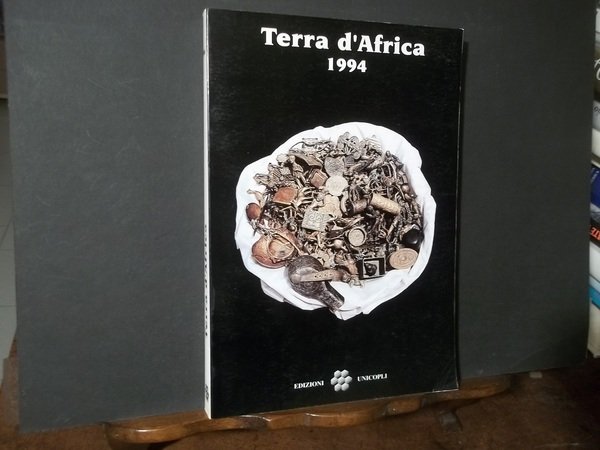 Terra d'Africa
1994
EDIZIONI UNICOPLI